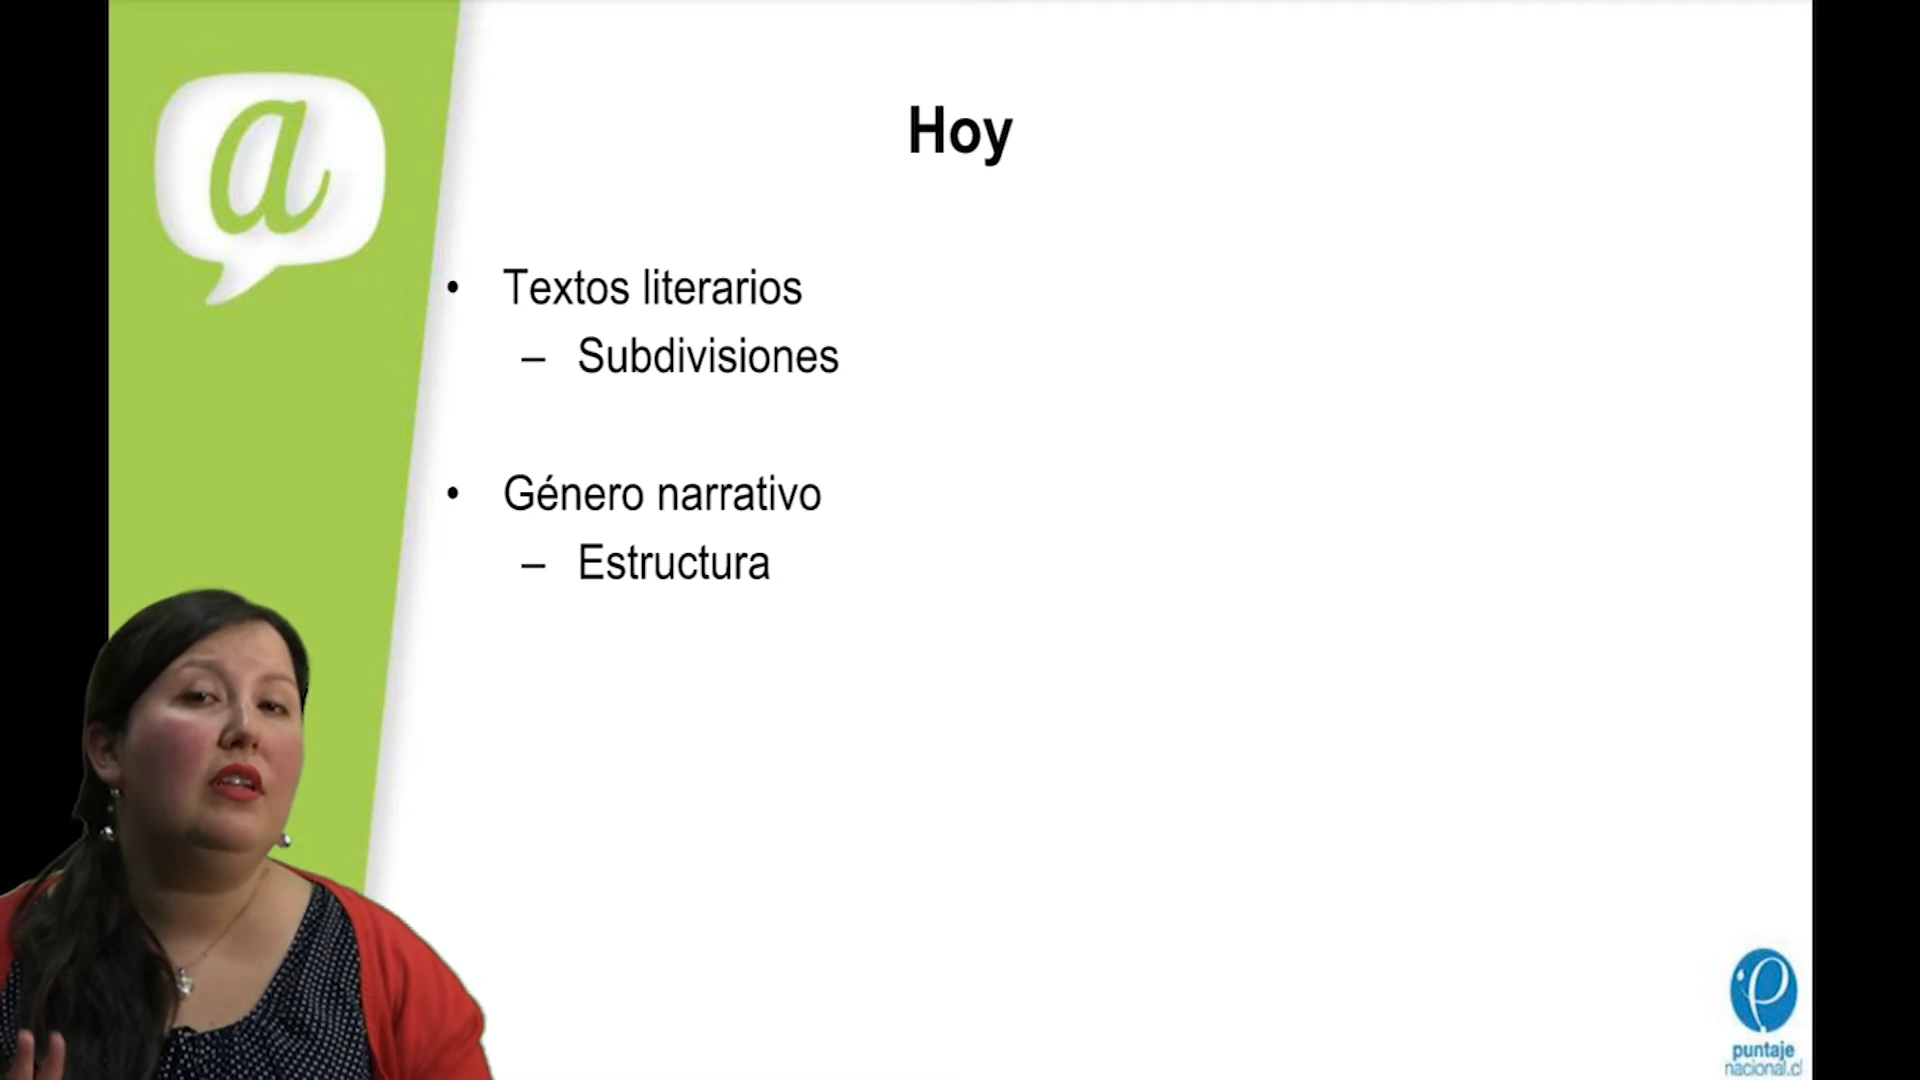 a
Hoy
• Textos literarios
– Subdivisiones
• Género narrativo
– Estructura
puntaje
nacional.cl